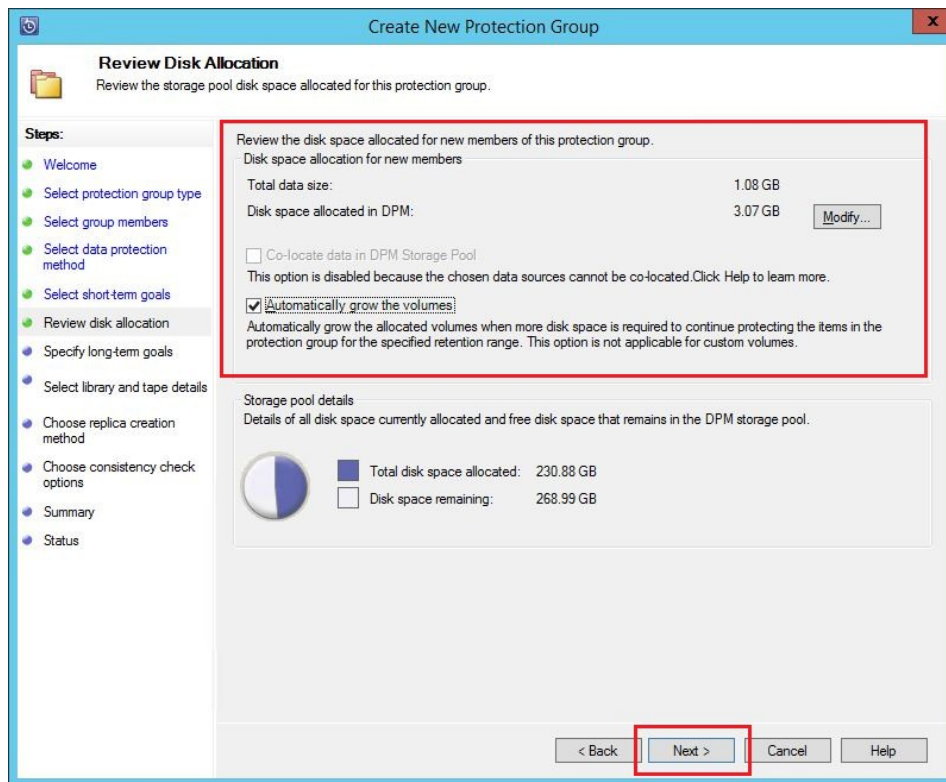 Create New Protection Group
x
Review Disk Allocation
Review the storage pool disk space allocated for this protection group.
Steps:
Welcome
Select protection group type
Select group members
Select data protection
method
Select short-term goals
Review disk allocation
Specify long-term goals
Select library and tape details
Choose replica creation
method
Choose consistency check
options
Summary
Status
Review the disk space allocated for new members of this protection group.
Disk space allocation for new members
Total data size: 1.08 GB
Disk space allocated in DPM: 3.07 GB Modify...
Co-locate data in DPM Storage Pool
This option is disabled because the chosen data sources cannot be co-located.Click Help to learn more.
Automatically grow the volumes
Automatically grow the allocated volumes when more disk space is required to continue protecting the items in the
protection group for the specified retention range. This option is not applicable for custom volumes.
Storage pool details
Details of all disk space currently allocated and free disk space that remains in the DPM storage pool.
Total disk space allocated: 230.88 GB
Disk space remaining: 268.99 GB
< Back Next > Cancel Help